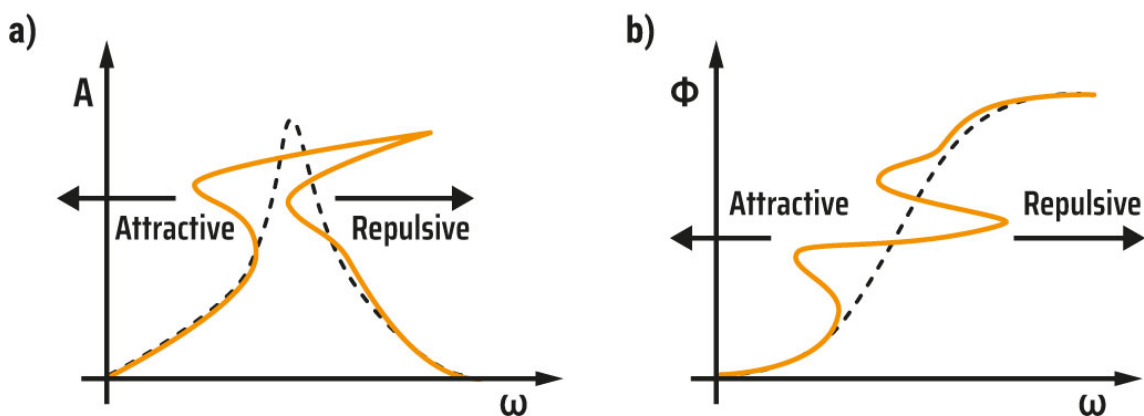 a)
A
Attractive
Repulsive
ω
b)
Φ
Attractive
Repulsive
ω